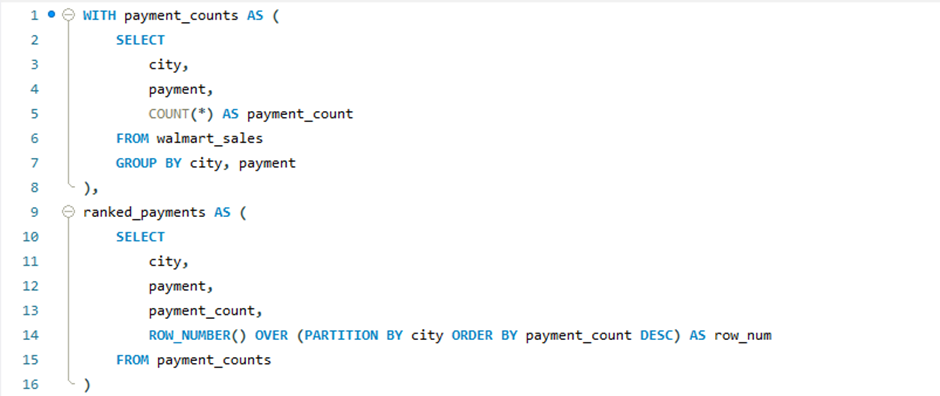 1 WITH payment_counts AS (
2 SELECT
3 city,
4 payment,
5 COUNT(*) AS payment_count
6 FROM walmart_sales
7 GROUP BY city, payment
8 ),
9 ranked_payments AS (
10 SELECT
11 city,
12 payment,
13 payment_count,
14 ROW_NUMBER() OVER (PARTITION BY city ORDER BY payment_count DESC) AS row_num
15 FROM payment_counts
16 )